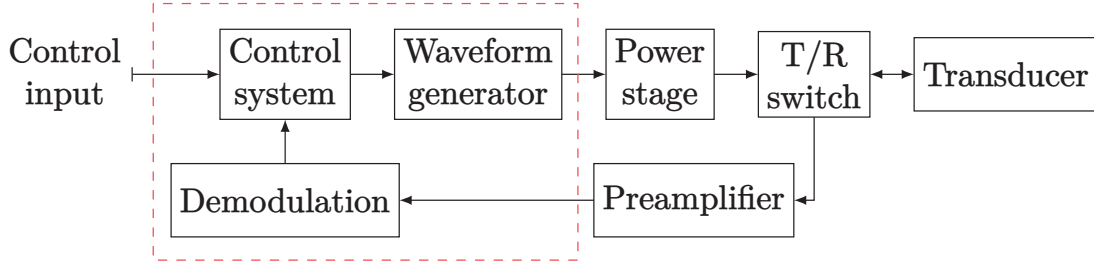 Control
input
Control
system
Waveform
generator
Power
stage
T/R
switch
Transducer
Demodulation
Preamplifier